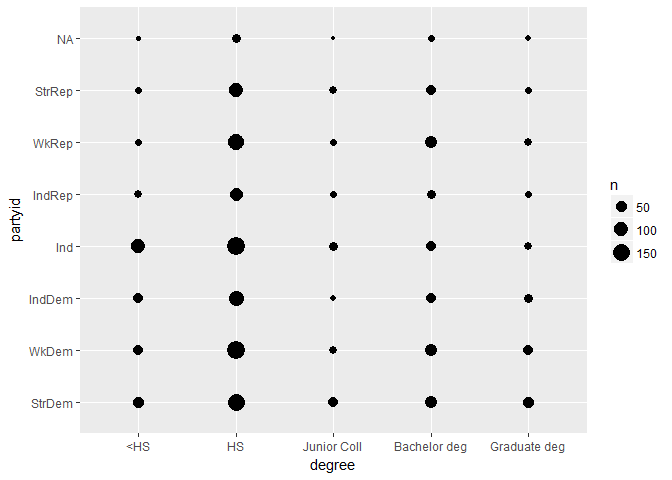 NA
StrRep
WkRep
IndRep
Ind
IndDem
WkDem
StrDem
partyid
<HS
HS
Junior Coll
Bachelor deg
Graduate deg
degree
n
50
100
150